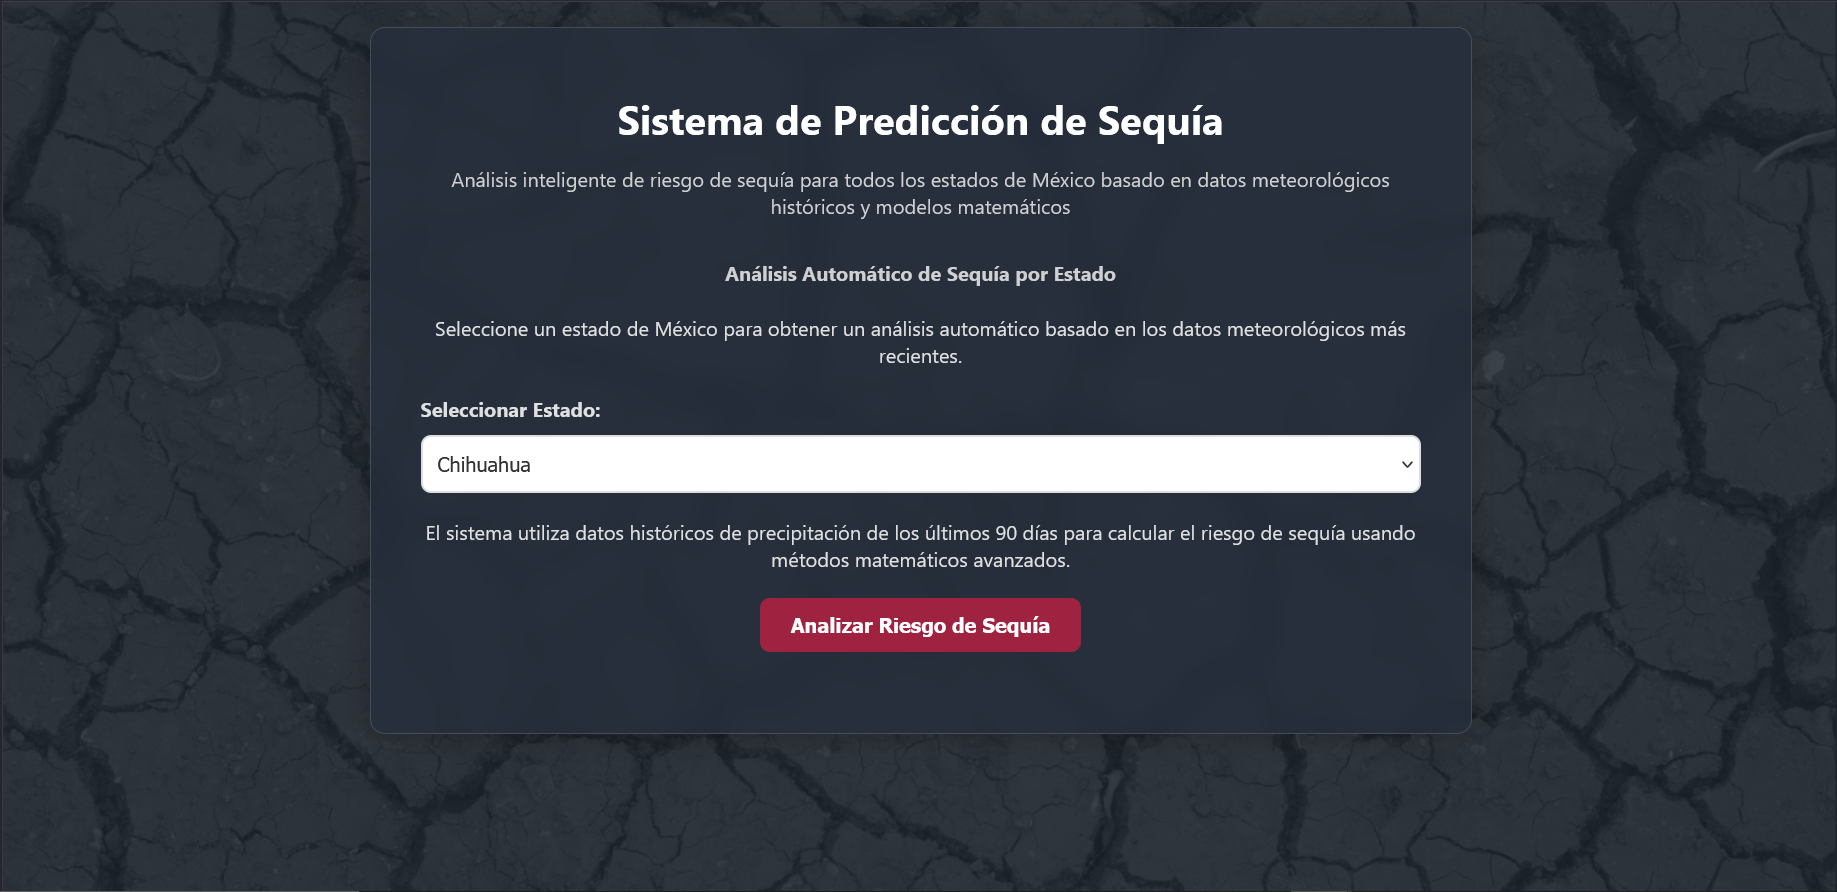 Sistema de Predicción de Sequía
Análisis inteligente de riesgo de sequía para todos los estados de México basado en datos meteorológicos
históricos y modelos matemáticos
Análisis Automático de Sequía por Estado
Seleccione un estado de México para obtener un análisis automático basado en los datos meteorológicos más
recientes.
Seleccionar Estado:
Chihuahua
El sistema utiliza datos históricos de precipitación de los últimos 90 días para calcular el riesgo de sequía usando
métodos matemáticos avanzados.
Analizar Riesgo de Sequía